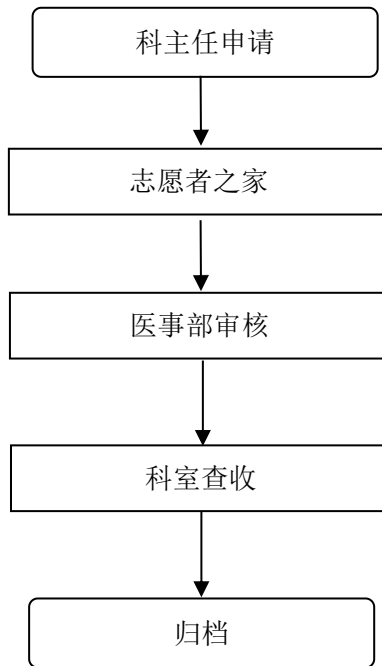 科主任申请
志愿者之家
医事部审核
科室查收
归档